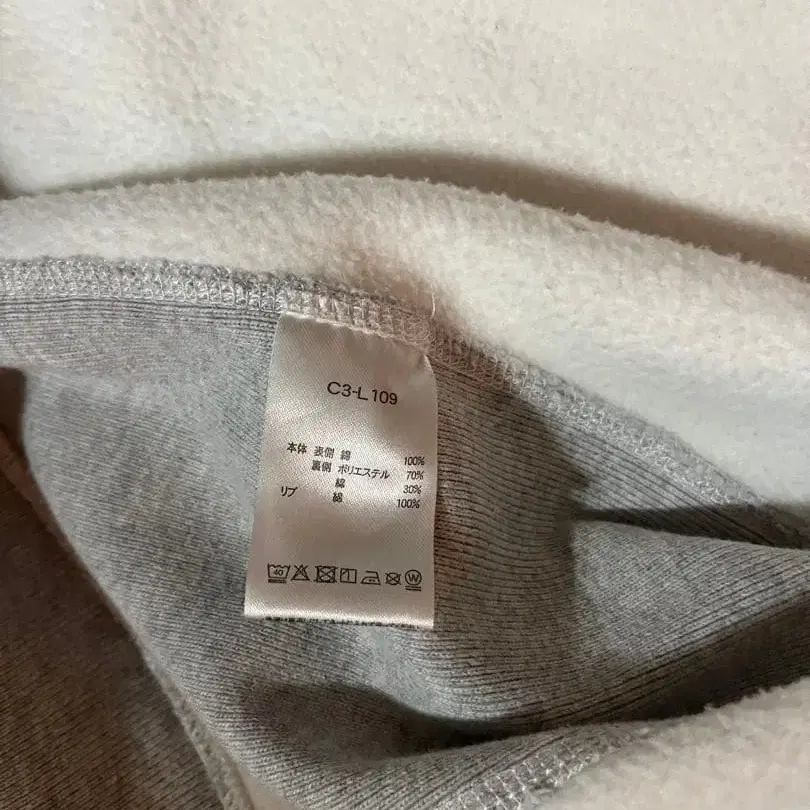 C3-L 109
本体 表側 綿 100%
裏側 ポリエステル 70%
綿 30%
リブ 綿 100%
40 W